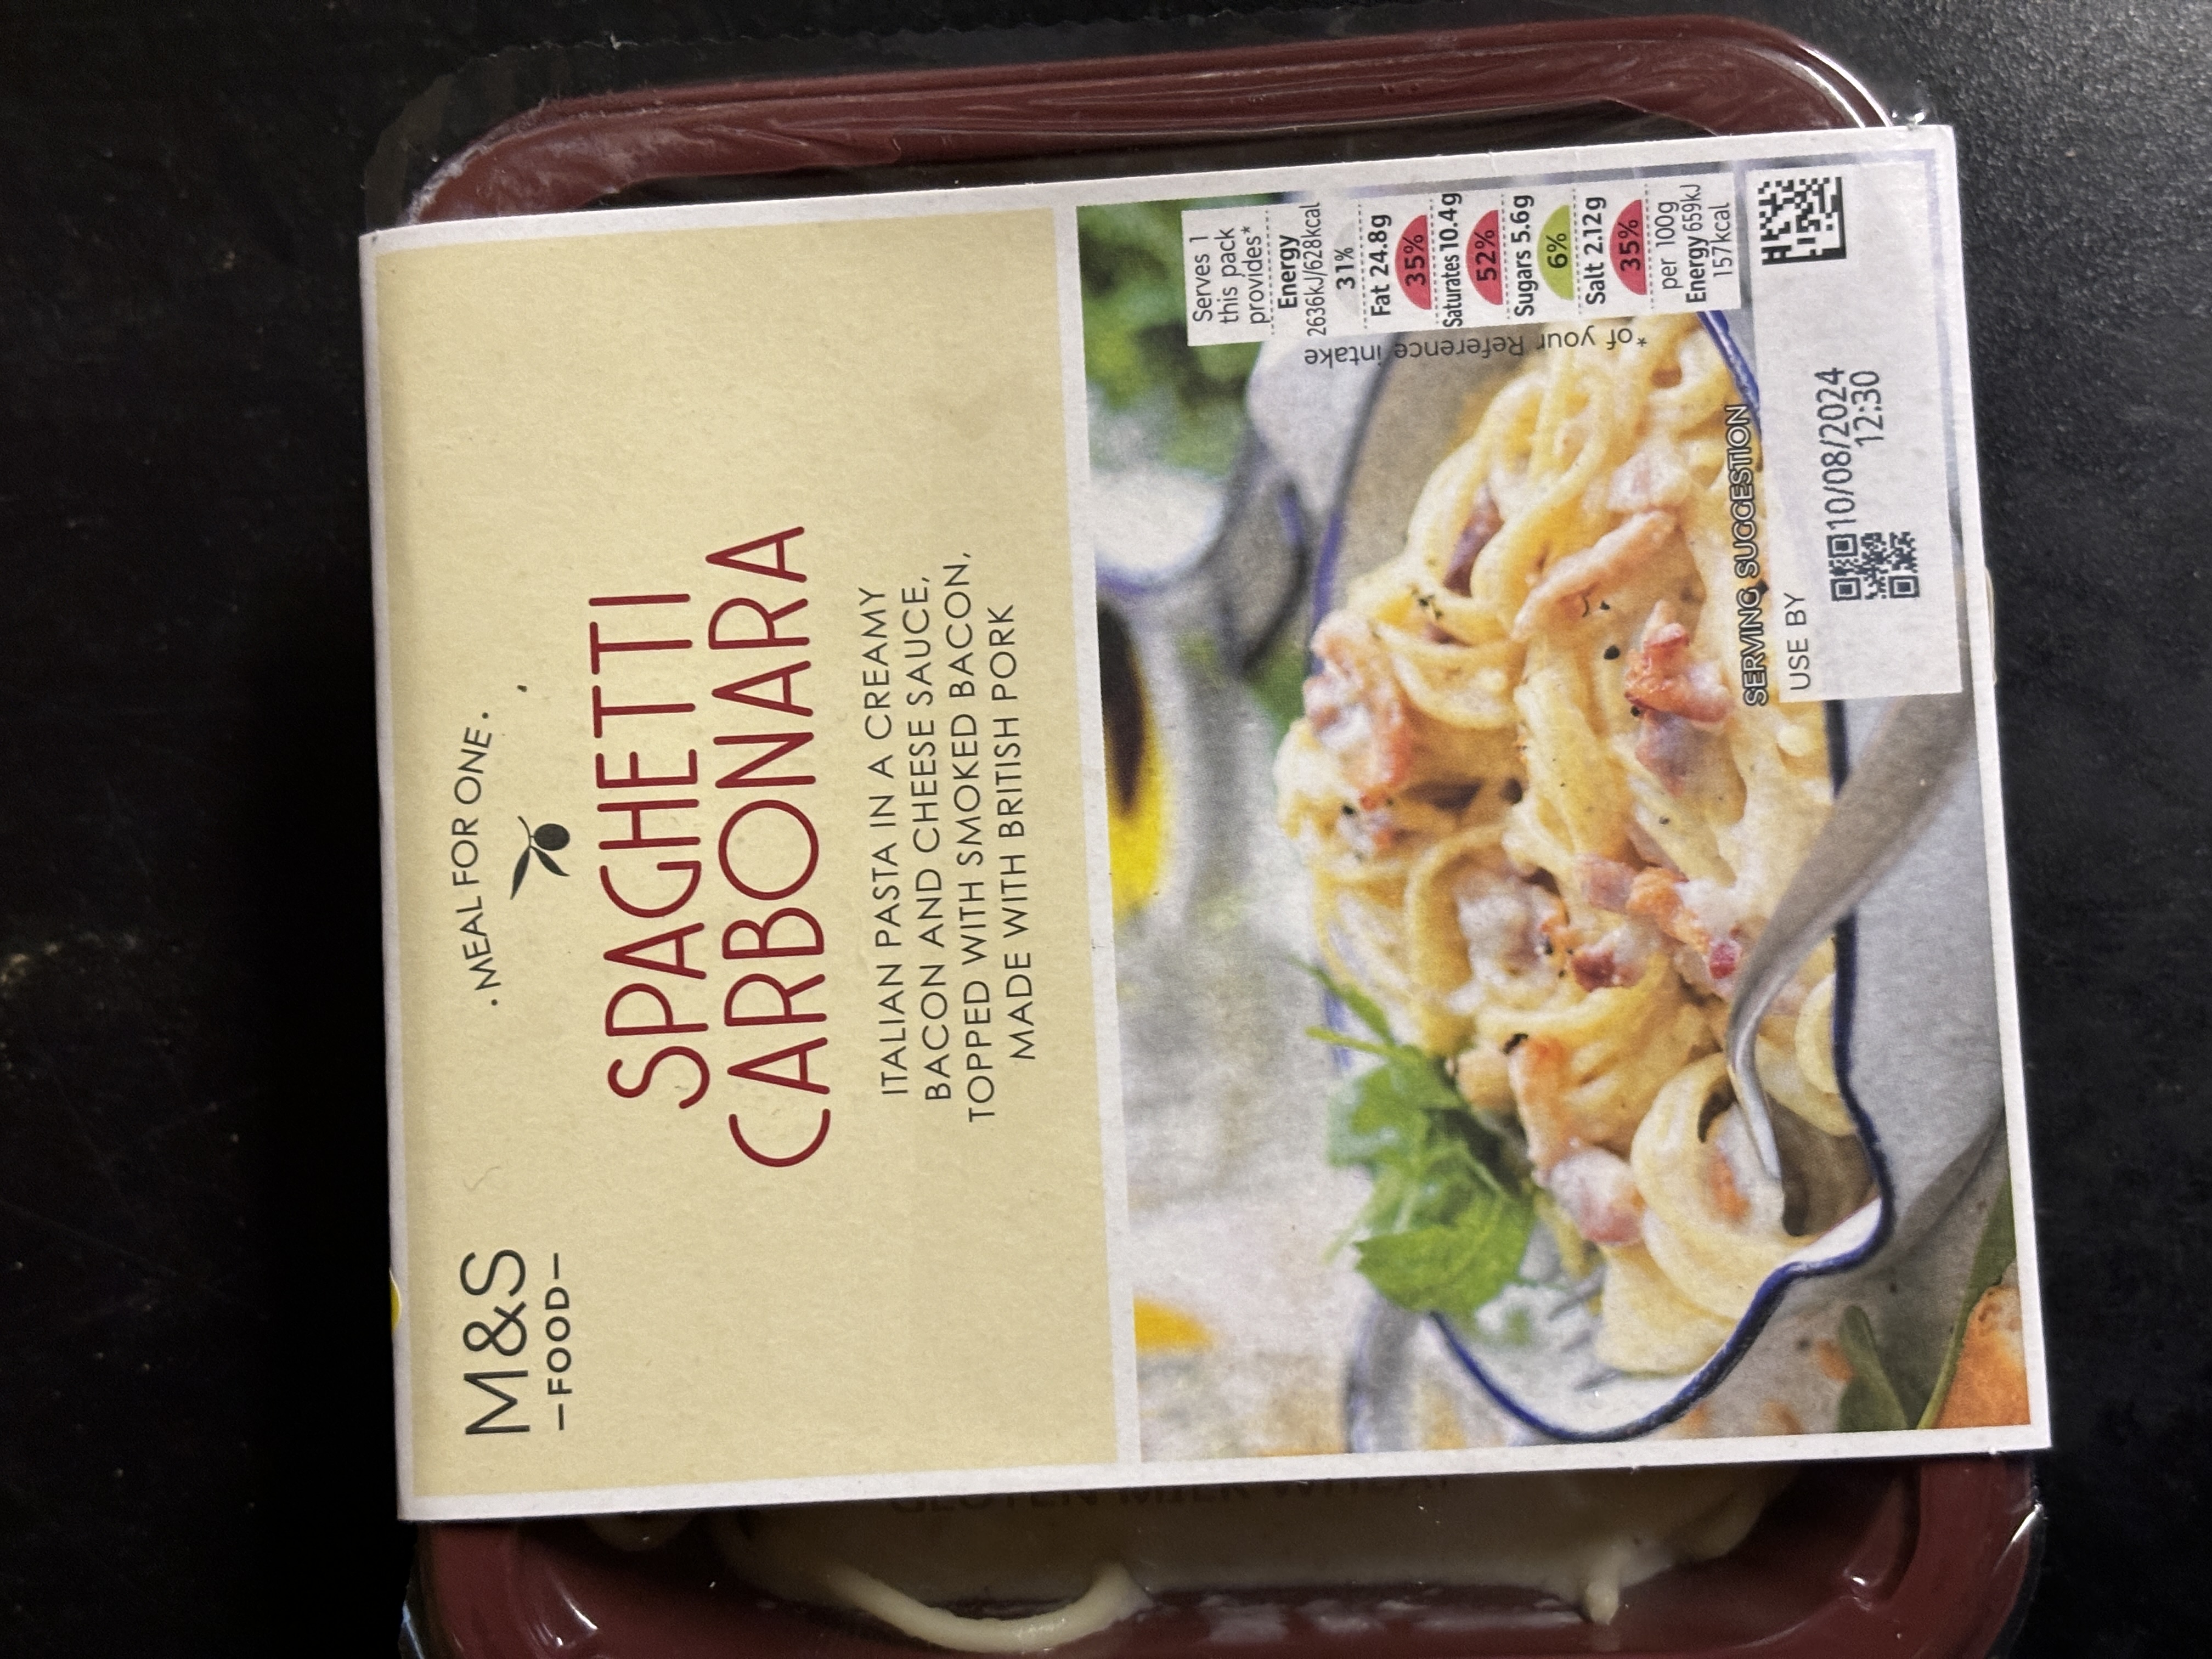 M&S
FOOD
· MEAL FOR ONE ·
SPAGHETTI
CARBONARA
ITALIAN PASTA IN A CREAMY
BACON AND CHEESE SAUCE,
TOPPED WITH SMOKED BACON,
MADE WITH BRITISH PORK
Serves 1
this pack
provides*
Energy
2636kJ/628kcal
31%
Fat 24.8g
35%
Saturates 10.4g
52%
Sugars 5.6g
6%
Salt 2.12g
35%
per 100g
Energy 659kJ
157kcal
*of your Reference intake
SERVING SUGGESTION
USE BY
10/08/2024
12:30